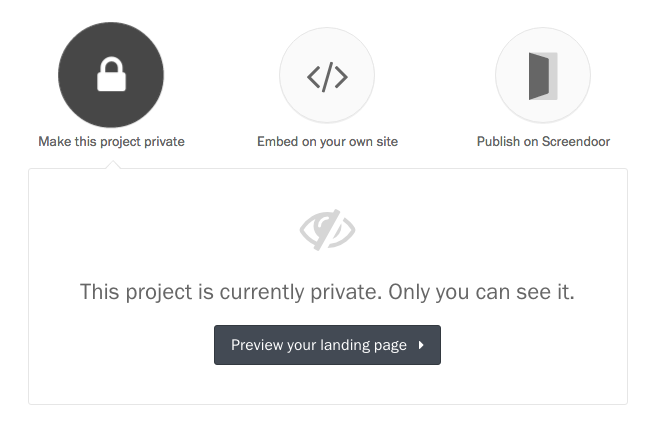 Make this project private
Embed on your own site
Publish on Screendoor
This project is currently private. Only you can see it.
Preview your landing page